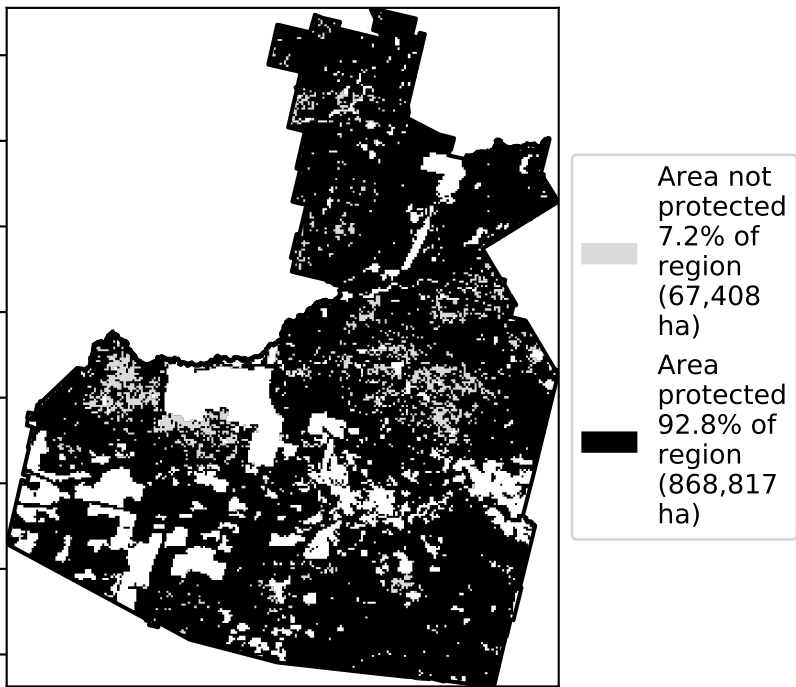 Area not
protected
7.2% of
region
(67,408
ha)
Area
protected
92.8% of
region
(868,817
ha)